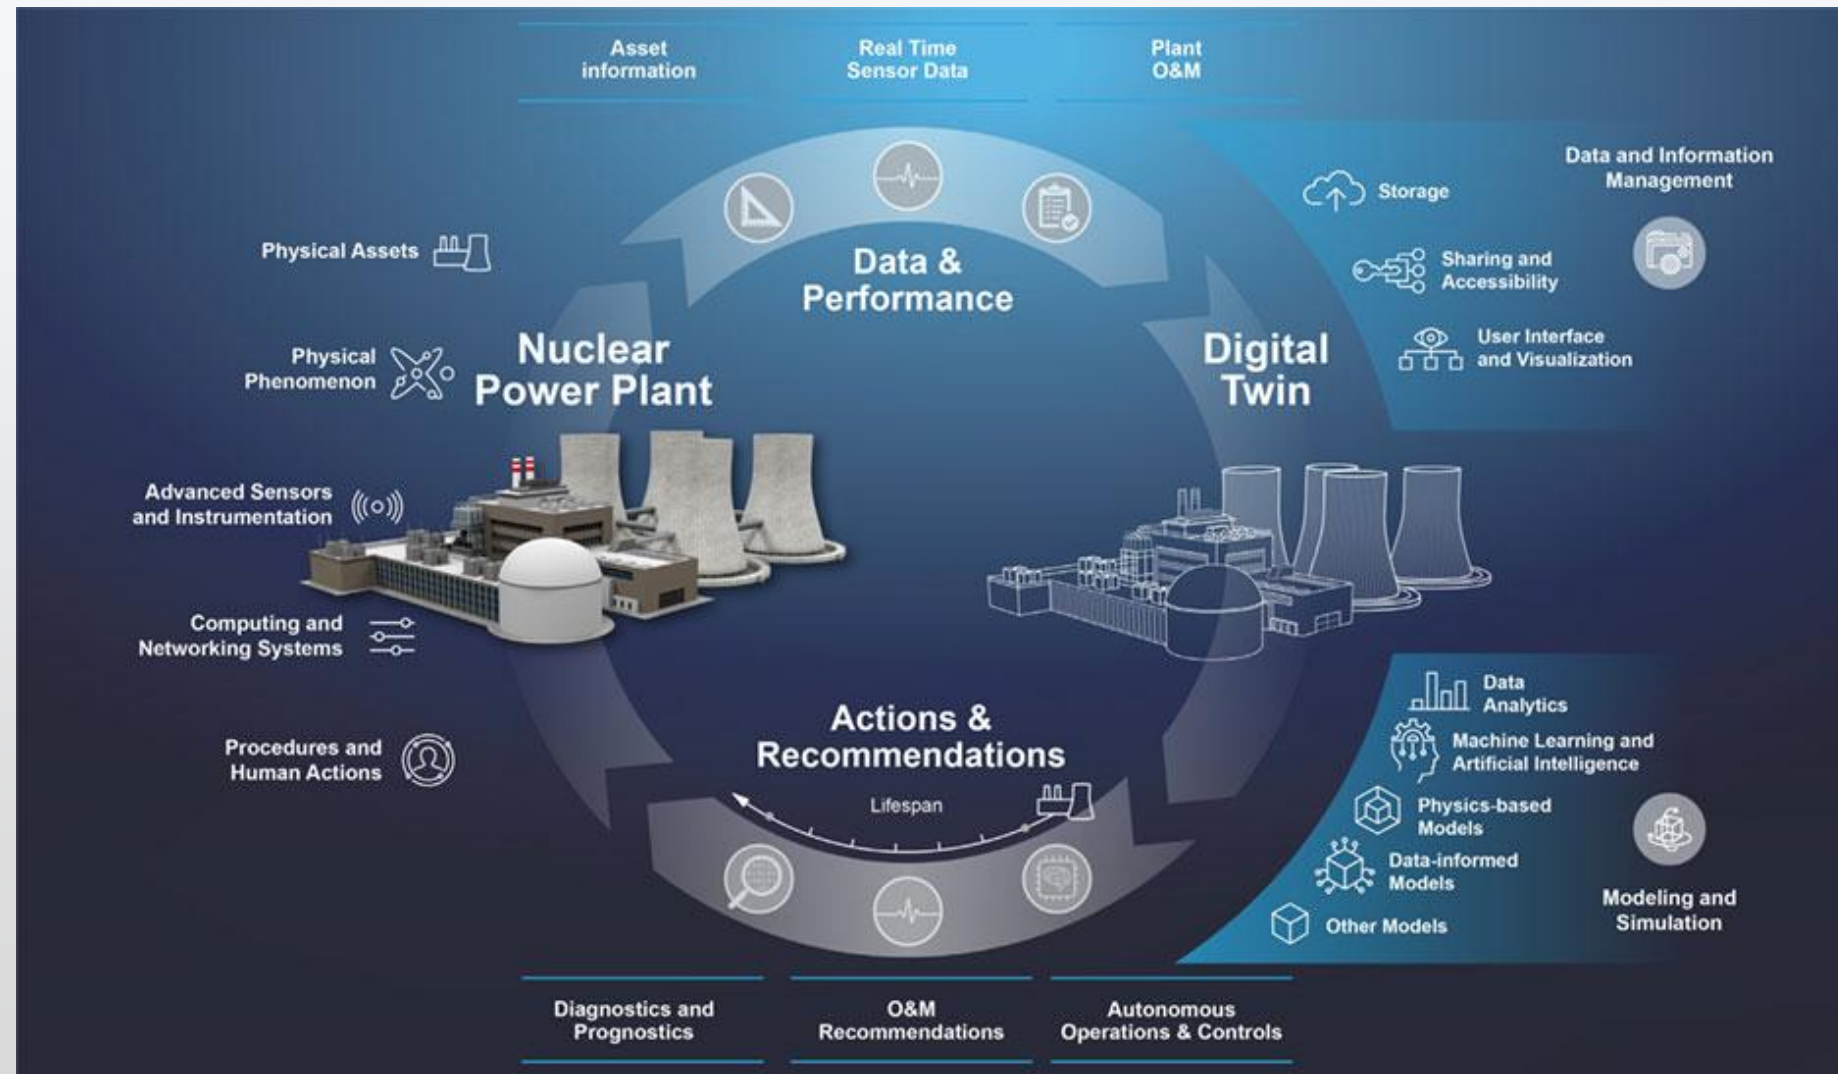 Asset
information
Real Time
Sensor Data
Plant
O&M
Data &
Performance
Nuclear
Power Plant
Physical Assets
Physical
Phenomenon
Advanced Sensors
and Instrumentation
Computing and
Networking Systems
Procedures and
Human Actions
Digital
Twin
Data and Information
Management
Storage
Sharing and
Accessibility
User Interface
and Visualization
Data
Analytics
Machine Learning and
Artificial Intelligence
Physics-based
Models
Data-informed
Models
Other Models
Modeling and
Simulation
Actions &
Recommendations
Lifespan
Diagnostics and
Prognostics
O&M
Recommendations
Autonomous
Operations & Controls